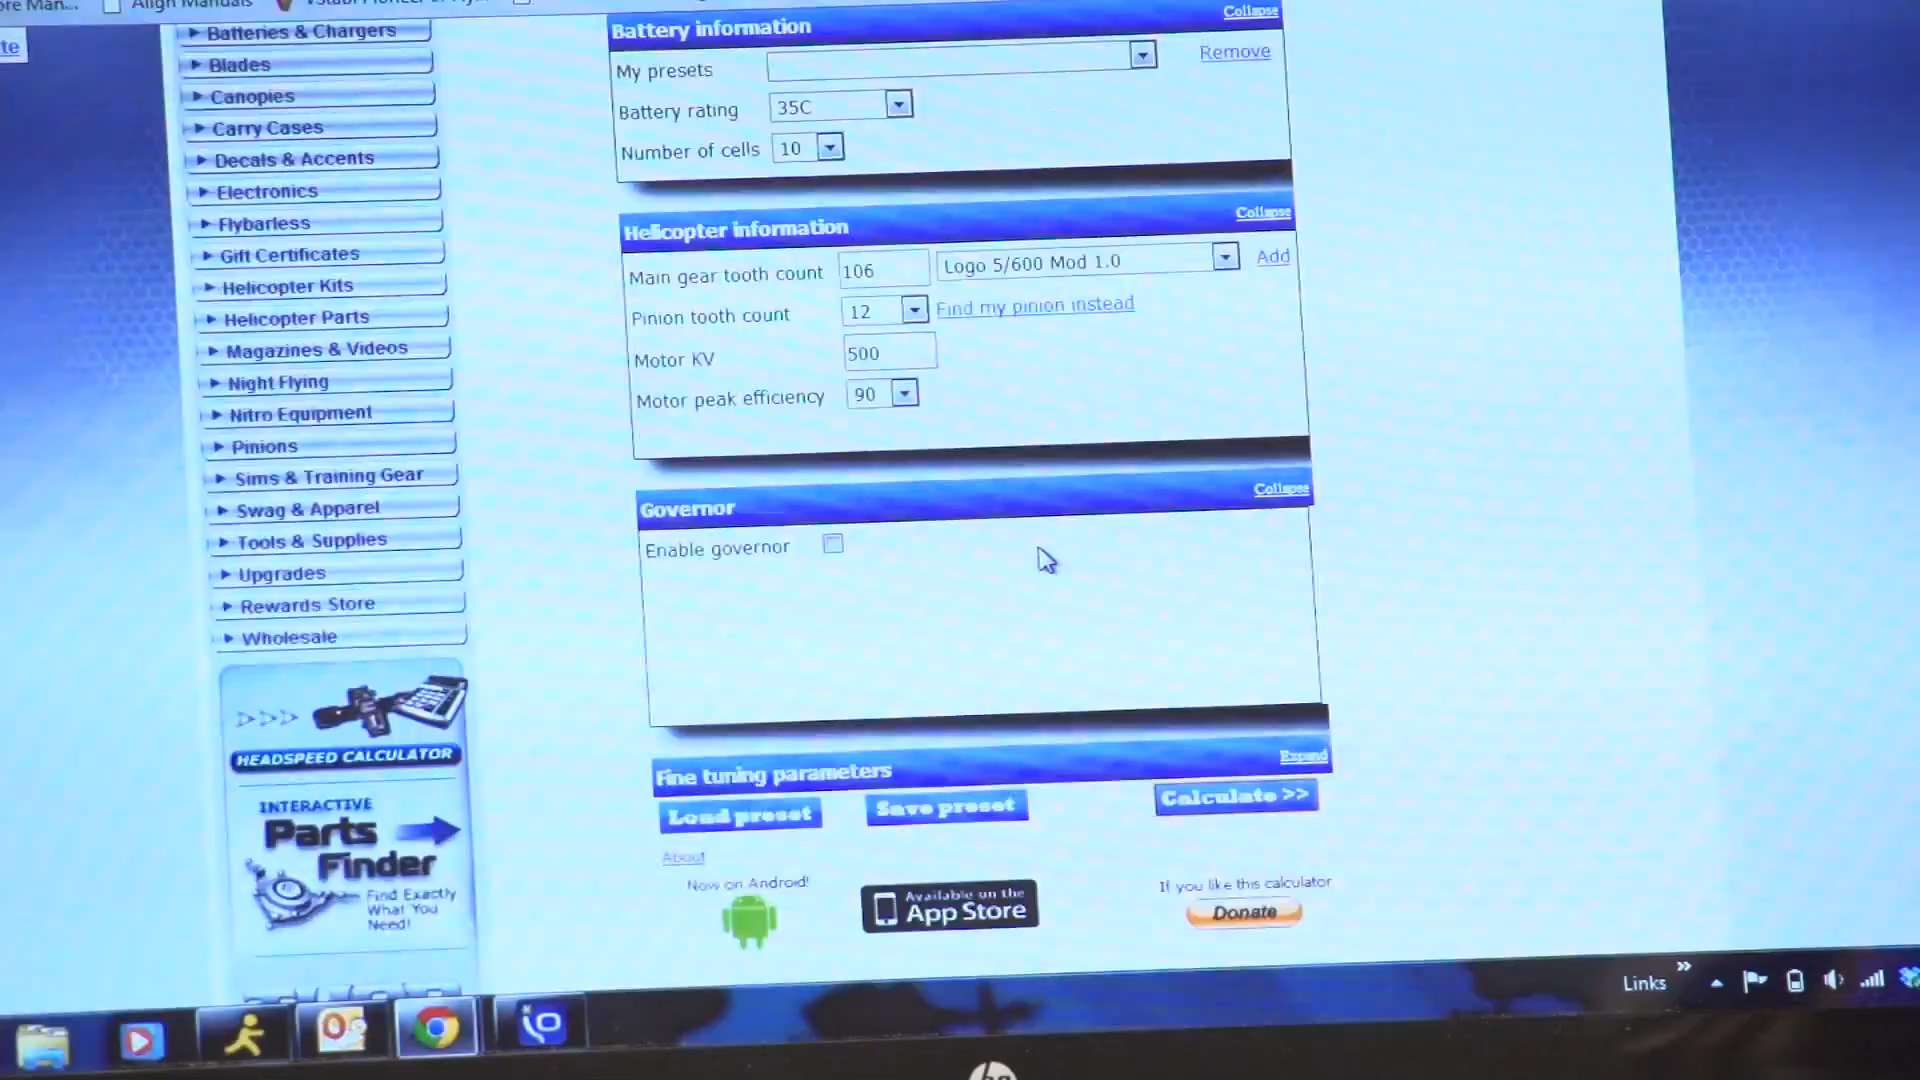 ore Man...
Align Manuals
te
Batteries & Chargers
Blades
Canopies
Carry Cases
Decals & Accents
Electronics
Flybarless
Gift Certificates
Helicopter Kits
Helicopter Parts
Magazines & Videos
Night Flying
Nitro Equipment
Pinions
Sims & Training Gear
Swag & Apparel
Tools & Supplies
Upgrades
Rewards Store
Wholesale
HEADSPEED CALCULATOR
INTERACTIVE
Parts
Finder
Find Exactly
What You
Need!
Battery information
Collapse
My presets
Remove
Battery rating 35C
Number of cells 10
Helicopter information
Collapse
Main gear tooth count 106 Logo 5/600 Mod 1.0 Add
Pinion tooth count 12 Find my pinion instead
Motor KV 500
Motor peak efficiency 90
Governor
Collapse
Enable governor
Fine tuning parameters
Expand
Load preset Save preset Calculate >>
About
Now on Android!
Available on the
App Store
If you like this calculator
Donate
Links
hp